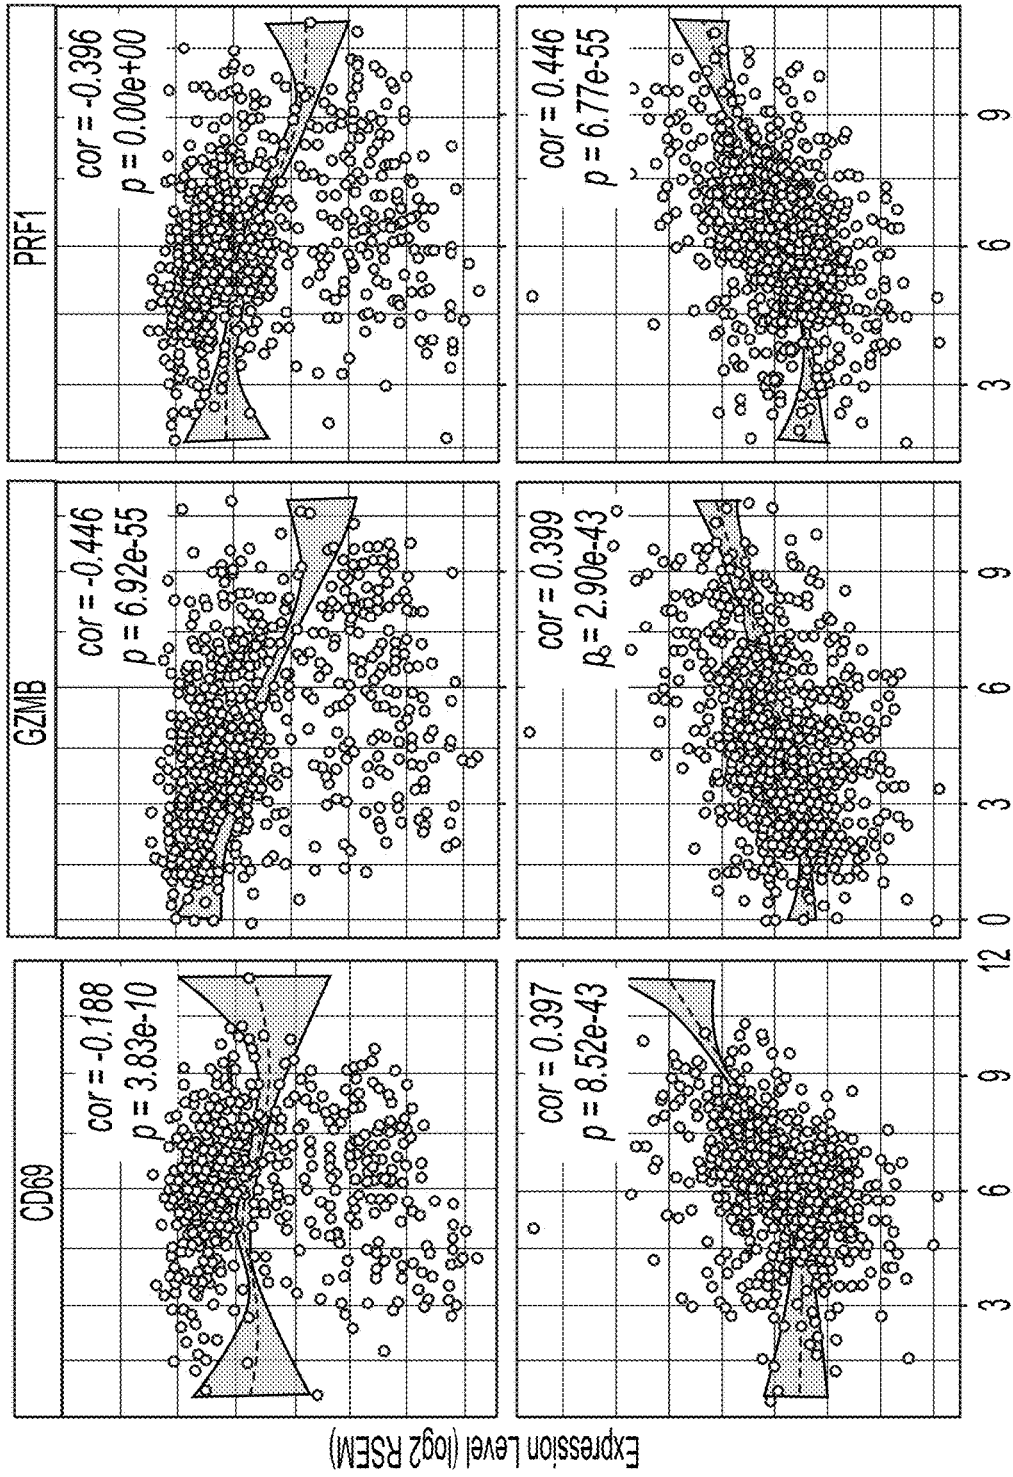 CD69
GZMB
PRF1
cor = -0.188
p = 3.83e-10
cor = -0.446
p = 6.92e-55
cor = -0.396
p = 0.00e+00
cor = 0.397
p = 8.52e-43
cor = 0.399
p = 2.90e-43
cor = 0.446
p = 6.77e-55
Expression Level (log2 RSEM)
3 6 9 12
0 3 6 9
3 6 9